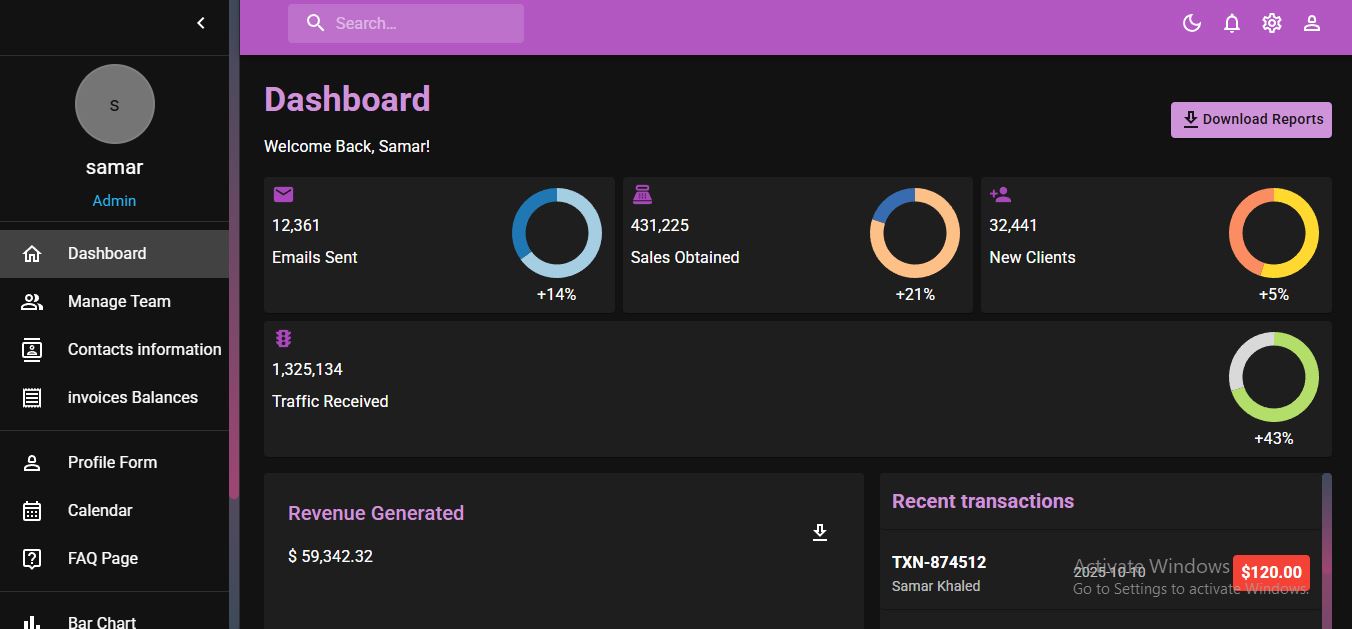 Search…
s
samar
Admin
Dashboard
Manage Team
Contacts information
invoices Balances
Profile Form
Calendar
FAQ Page
Bar Chart
Dashboard
Welcome Back, Samar!
Download Reports
12,361
Emails Sent
+14%
431,225
Sales Obtained
+21%
32,441
New Clients
+5%
1,325,134
Traffic Received
+43%
Revenue Generated
$ 59,342.32
Recent transactions
TXN-874512
Samar Khaled
2025-10-10
$120.00
Activate Windows
Go to Settings to activate Windows.